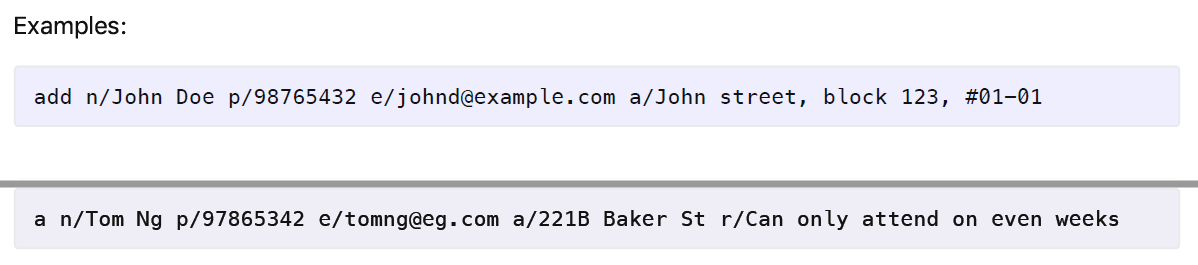 Examples:
add n/John Doe p/98765432 e/johnd@example.com a/John street, block 123, #01-01
a n/Tom Ng p/97865342 e/tomng@eg.com a/221B Baker St r/Can only attend on even weeks